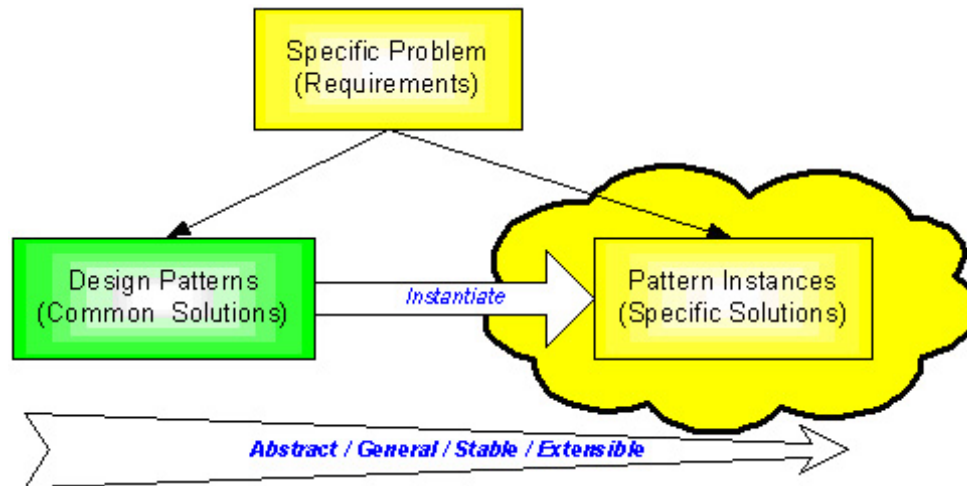 Specific Problem
(Requirements)
Design Patterns
(Common Solutions)
Instantiate
Pattern Instances
(Specific Solutions)
Abstract / General / Stable / Extensible